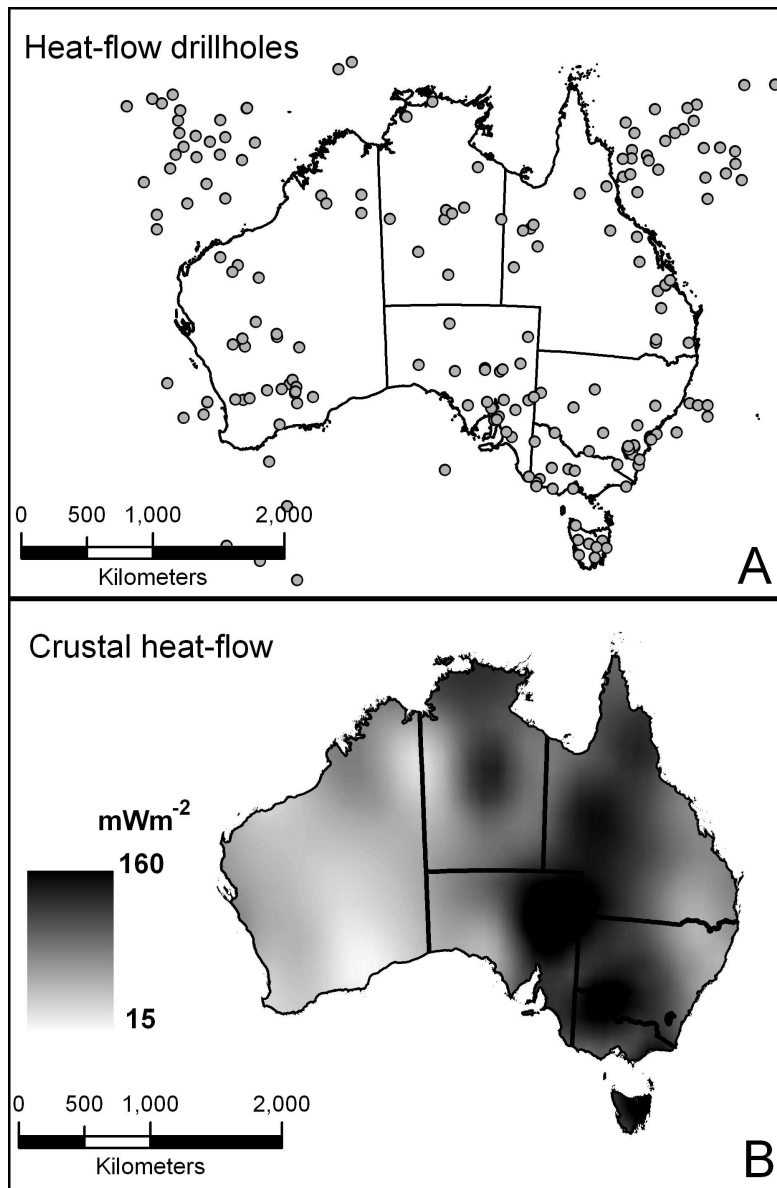 Heat-flow drillholes
0 500 1,000 2,000
Kilometers
A
Crustal heat-flow
mWm⁻²
160
15
0 500 1,000 2,000
Kilometers
B